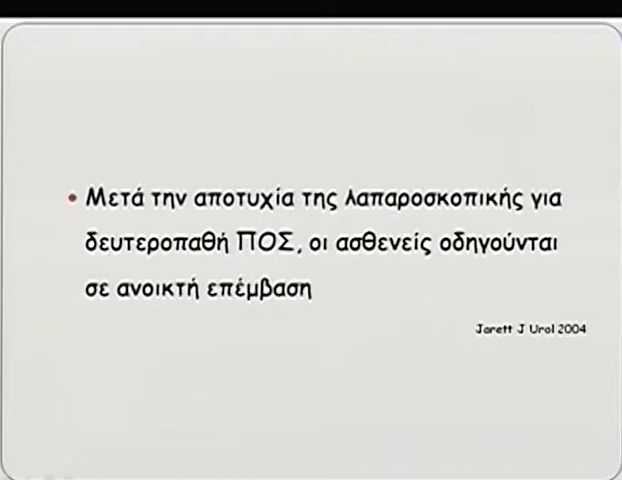 • Μετά την αποτυχία της λαπαροσκοπικής για
δευτεροπαθή ΠΟΣ, οι ασθενείς οδηγούνται
σε ανοικτή επέμβαση
Jarett J Urol 2004